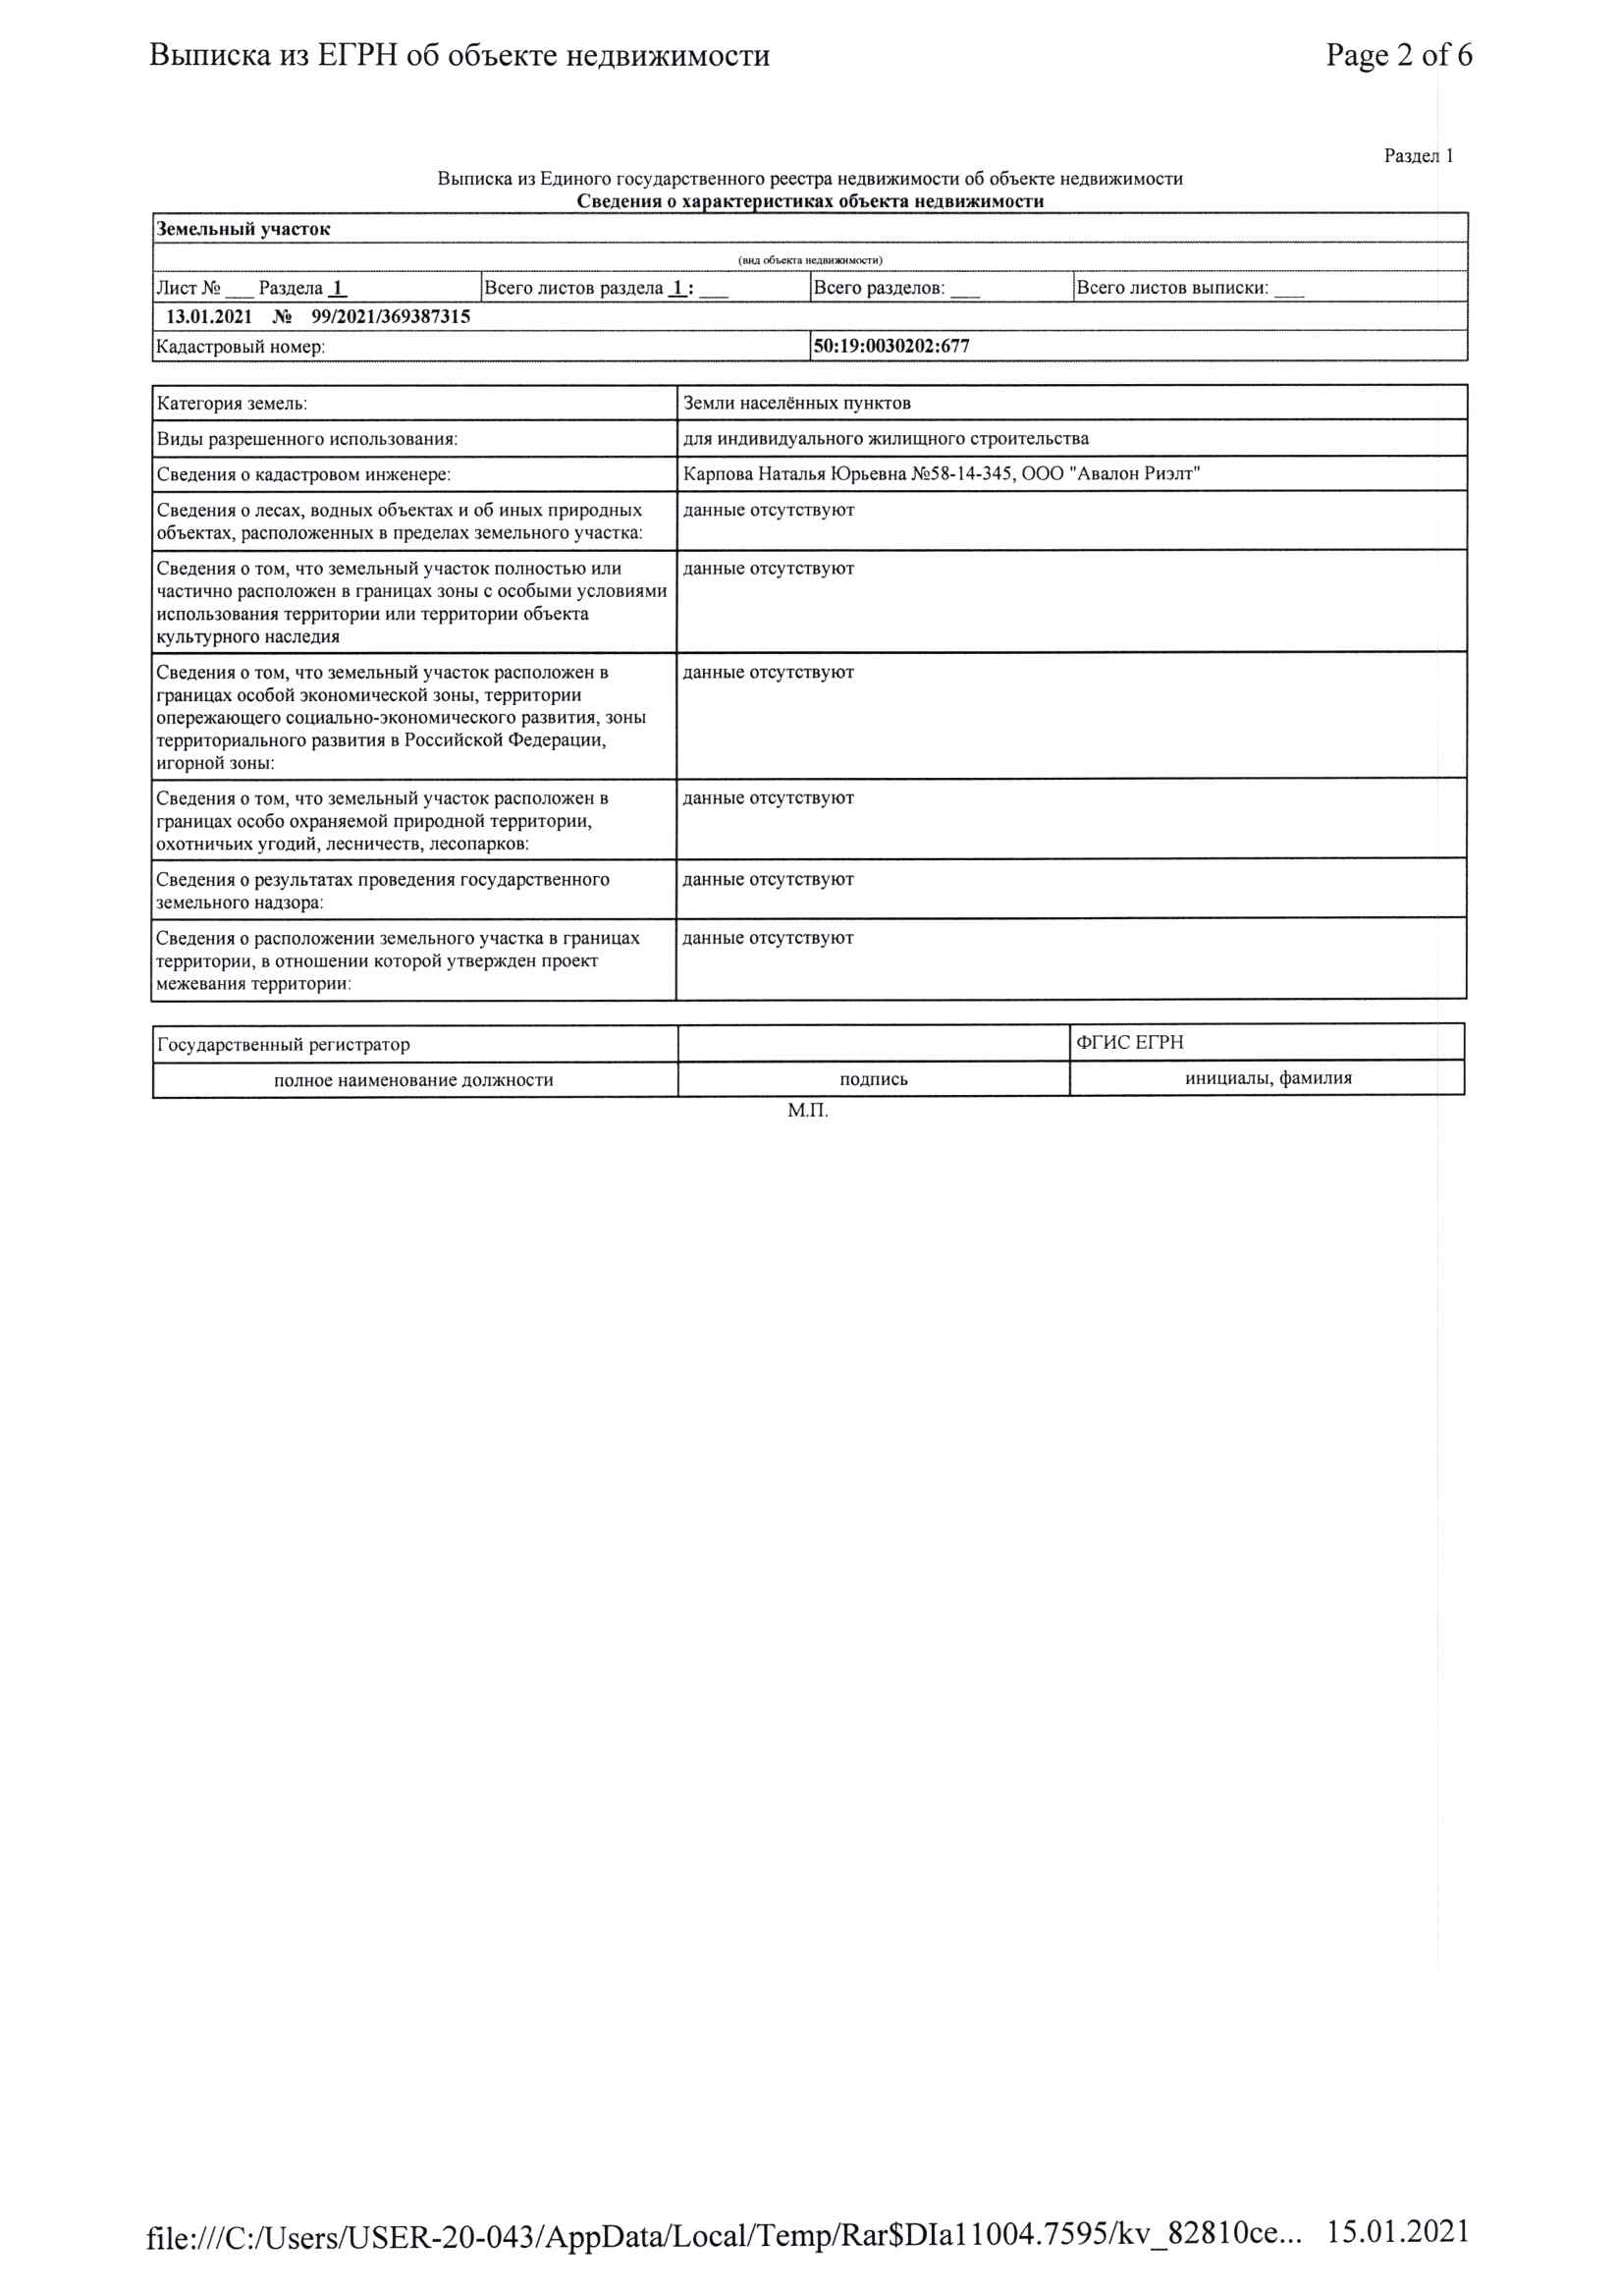 Выписка из ЕГРН об объекте недвижимости Page 2 of 6
Раздел 1
Выписка из Единого государственного реестра недвижимости об объекте недвижимости
Сведения о характеристиках объекта недвижимости
Земельный участок
(вид объекта недвижимости)
Лист № ___ Раздела 1 Всего листов раздела 1 : ___ Всего разделов: ___ Всего листов выписки: ___
13.01.2021 № 99/2021/369387315
Кадастровый номер: 50:19:0030202:677
Категория земель: Земли населённых пунктов
Виды разрешенного использования: для индивидуального жилищного строительства
Сведения о кадастровом инженере: Карпова Наталья Юрьевна №58-14-345, ООО "Авалон Риэлт"
Сведения о лесах, водных объектах и об иных природных данные отсутствуют
объектах, расположенных в пределах земельного участка:
Сведения о том, что земельный участок полностью или данные отсутствуют
частично расположен в границах зоны с особыми условиями
использования территории или территории объекта
культурного наследия
Сведения о том, что земельный участок расположен в данные отсутствуют
границах особой экономической зоны, территории
опережающего социально-экономического развития, зоны
территориального развития в Российской Федерации,
игорной зоны:
Сведения о том, что земельный участок расположен в данные отсутствуют
границах особо охраняемой природной территории,
охотничьих угодий, лесничеств, лесопарков:
Сведения о результатах проведения государственного данные отсутствуют
земельного надзора:
Сведения о расположении земельного участка в границах данные отсутствуют
территории, в отношении которой утвержден проект
межевания территории:
Государственный регистратор ФГИС ЕГРН
полное наименование должности подпись инициалы, фамилия
М.П.
file:///C:/Users/USER-20-043/AppData/Local/Temp/Rar$DIa11004.7595/kv_82810ce... 15.01.2021